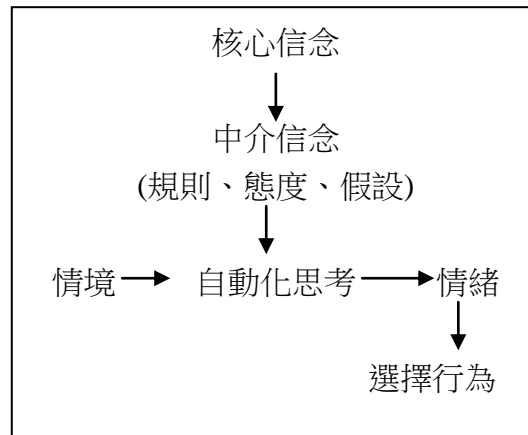 核心信念
中介信念
(規則、態度、假設)
情境
自動化思考
情緒
選擇行為